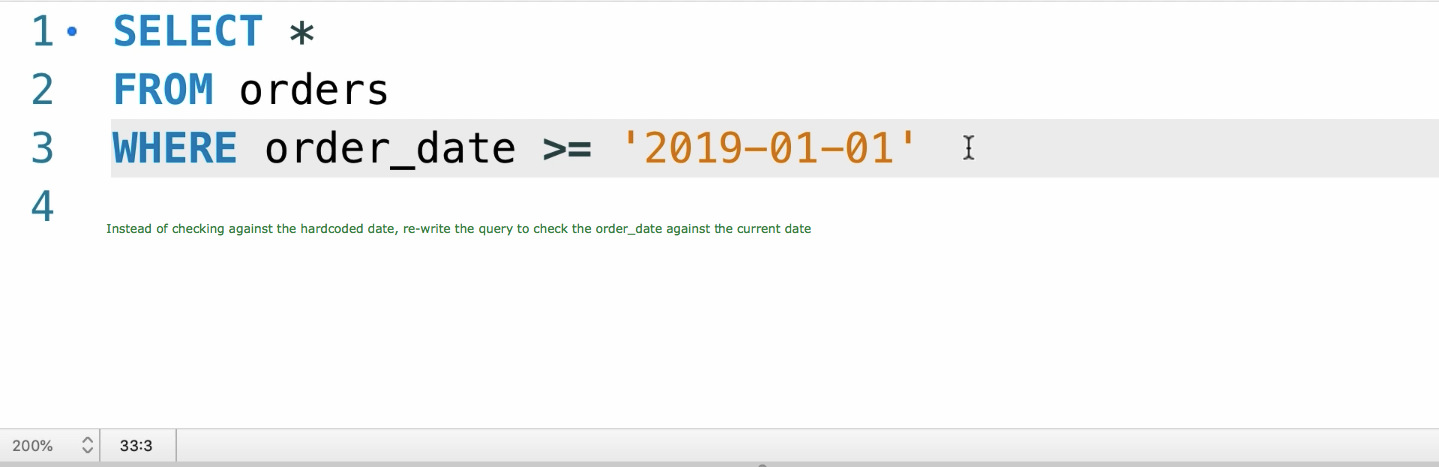 1 SELECT *
2 FROM orders
3 WHERE order_date >= '2019-01-01'
4
Instead of checking against the hardcoded date, re-write the query to check the order_date against the current date
200% 33:3